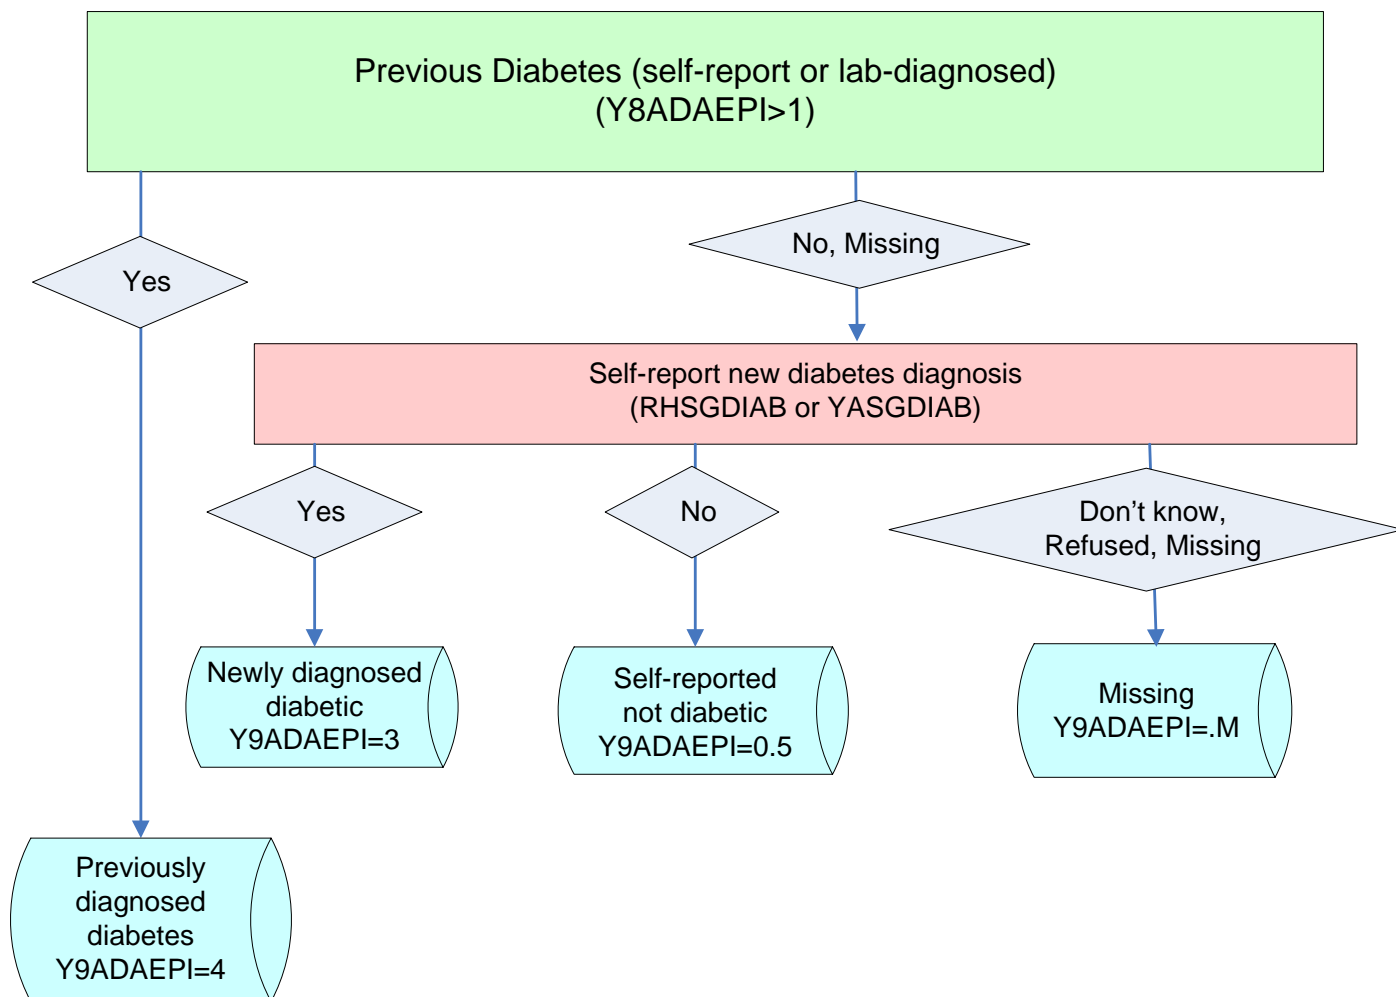 Previous Diabetes (self-report or lab-diagnosed)
(Y8ADAEPI>1)
Yes
No, Missing
Self-report new diabetes diagnosis
(RHSGDIAB or YASGDIAB)
Yes
No
Don’t know,
Refused, Missing
Newly diagnosed
diabetic
Y9ADAEPI=3
Self-reported
not diabetic
Y9ADAEPI=0.5
Missing
Y9ADAEPI=.M
Previously
diagnosed
diabetes
Y9ADAEPI=4